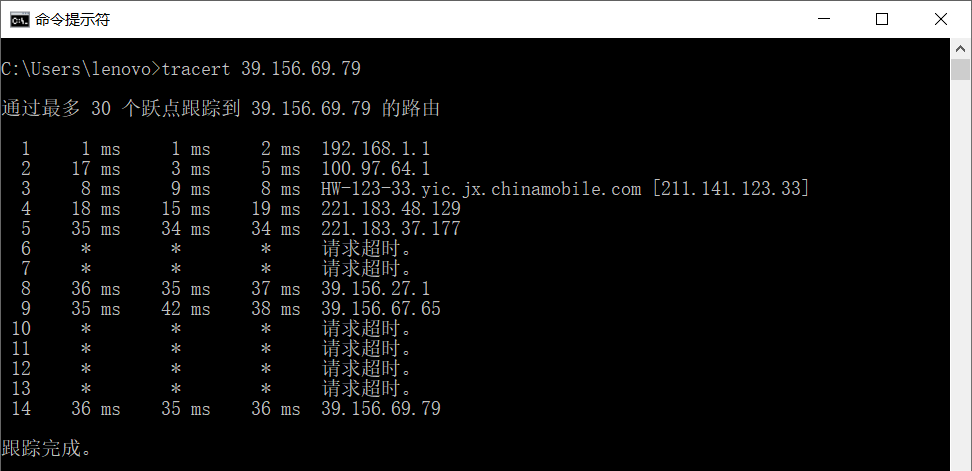 命令提示符
C:\Users\lenovo>tracert 39.156.69.79
通过最多 30 个跃点跟踪到 39.156.69.79 的路由
1 1 ms 1 ms 2 ms 192.168.1.1
2 17 ms 3 ms 5 ms 100.97.64.1
3 8 ms 9 ms 8 ms HW-123-33.yic.jx.chinamobile.com [211.141.123.33]
4 18 ms 15 ms 19 ms 221.183.48.129
5 35 ms 34 ms 34 ms 221.183.37.177
6 * * * 请求超时。
7 * * * 请求超时。
8 36 ms 35 ms 37 ms 39.156.27.1
9 35 ms 42 ms 38 ms 39.156.67.65
10 * * * 请求超时。
11 * * * 请求超时。
12 * * * 请求超时。
13 * * * 请求超时。
14 36 ms 35 ms 36 ms 39.156.69.79
跟踪完成。